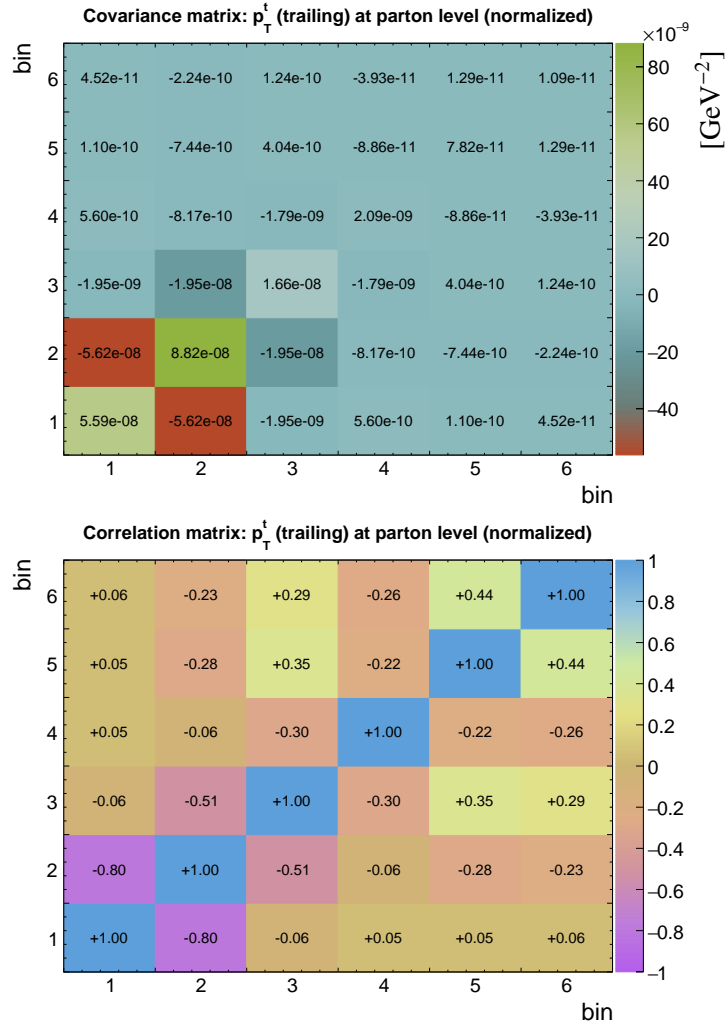 Covariance matrix: p_T^t (trailing) at parton level (normalized)
×10^−9
bin
[GeV^−2]
6 4.52e-11 -2.24e-10 1.24e-10 -3.93e-11 1.29e-11 1.09e-11
5 1.10e-10 -7.44e-10 4.04e-10 -8.86e-11 7.82e-11 1.29e-11
4 5.60e-10 -8.17e-10 -1.79e-09 2.09e-09 -8.86e-11 -3.93e-11
3 -1.95e-09 -1.95e-08 1.66e-08 -1.79e-09 4.04e-10 1.24e-10
2 -5.62e-08 8.82e-08 -1.95e-08 -8.17e-10 -7.44e-10 -2.24e-10
1 5.59e-08 -5.62e-08 -1.95e-09 5.60e-10 1.10e-10 4.52e-11
1 2 3 4 5 6
bin
80
60
40
20
0
−20
−40
Correlation matrix: p_T^t (trailing) at parton level (normalized)
bin
6 +0.06 -0.23 +0.29 -0.26 +0.44 +1.00
5 +0.05 -0.28 +0.35 -0.22 +1.00 +0.44
4 +0.05 -0.06 -0.30 +1.00 -0.22 -0.26
3 -0.06 -0.51 +1.00 -0.30 +0.35 +0.29
2 -0.80 +1.00 -0.51 -0.06 -0.28 -0.23
1 +1.00 -0.80 -0.06 +0.05 +0.05 +0.06
1 2 3 4 5 6
bin
1
0.8
0.6
0.4
0.2
0
−0.2
−0.4
−0.6
−0.8
−1